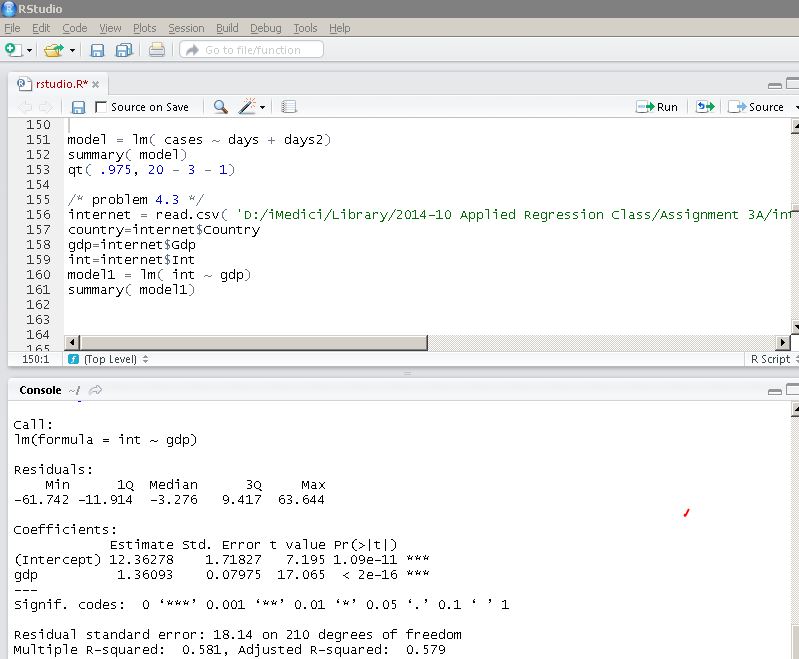 RStudio
File Edit Code View Plots Session Build Debug Tools Help
Go to file/function
rstudio.R*
Source on Save Run Source
150
151 model = lm( cases ~ days + days2)
152 summary( model)
153 qt( .975, 20 - 3 - 1)
154
155 /* problem 4.3 */
156 internet = read.csv( 'D:/iMedici/Library/2014-10 Applied Regression Class/Assignment 3A/int
157 country=internet$Country
158 gdp=internet$Gdp
159 int=internet$Int
160 model1 = lm( int ~ gdp)
161 summary( model1)
162
163
164
165
150:1 (Top Level) R Script
Console ~/
Call:
lm(formula = int ~ gdp)
Residuals:
Min 1Q Median 3Q Max
-61.742 -11.914 -3.276 9.417 63.644
Coefficients:
Estimate Std. Error t value Pr(>|t|)
(Intercept) 12.36278 1.71827 7.195 1.09e-11 ***
gdp 1.36093 0.07975 17.065 < 2e-16 ***
---
Signif. codes: 0 ‘***’ 0.001 ‘**’ 0.01 ‘*’ 0.05 ‘.’ 0.1 ‘ ’ 1
Residual standard error: 18.14 on 210 degrees of freedom
Multiple R-squared: 0.581, Adjusted R-squared: 0.579